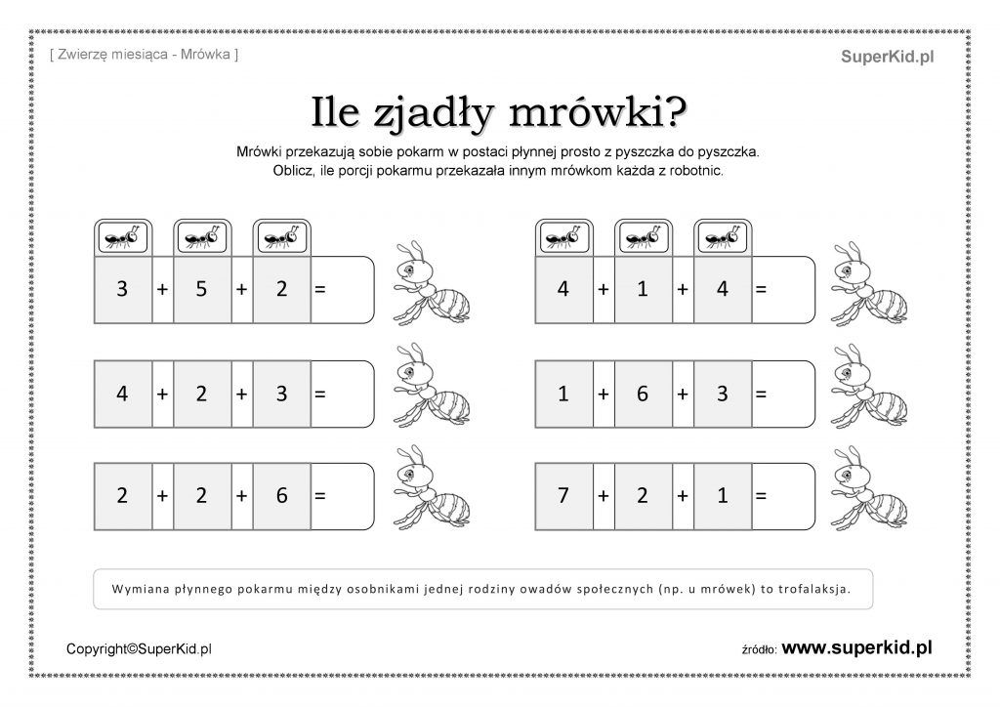 [ Zwierzę miesiąca - Mrówka ]
SuperKid.pl
Ile zjadły mrówki?
Mrówki przekazują sobie pokarm w postaci płynnej prosto z pyszczka do pyszczka.
Oblicz, ile porcji pokarmu przekazała innym mrówkom każda z robotnic.
3 + 5 + 2 =
4 + 1 + 4 =
4 + 2 + 3 =
1 + 6 + 3 =
2 + 2 + 6 =
7 + 2 + 1 =
Wymiana płynnego pokarmu między osobnikami jednej rodziny owadów społecznych (np. u mrówek) to trofalaksja.
Copyright©SuperKid.pl
źródło: www.superkid.pl